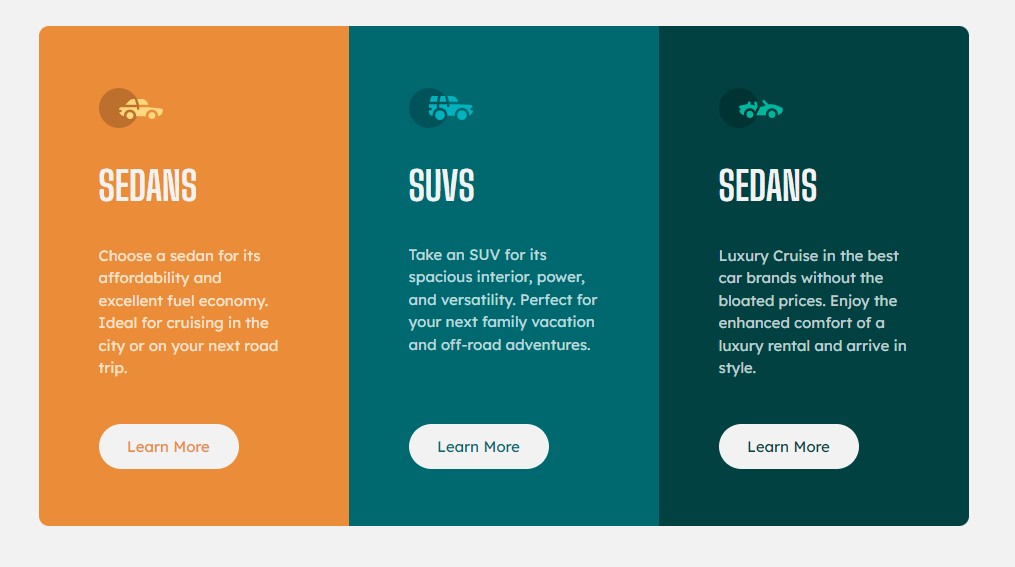 SEDANS
Choose a sedan for its
affordability and
excellent fuel economy.
Ideal for cruising in the
city or on your next road
trip.
Learn More
SUVS
Take an SUV for its
spacious interior, power,
and versatility. Perfect for
your next family vacation
and off-road adventures.
Learn More
SEDANS
Luxury Cruise in the best
car brands without the
bloated prices. Enjoy the
enhanced comfort of a
luxury rental and arrive in
style.
Learn More